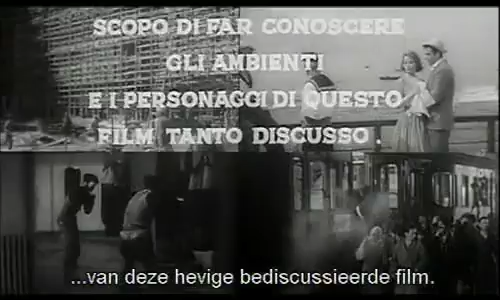 SCOPO DI FAR CONOSCERE
GLI AMBIENTI
E I PERSONAGGI DI QUESTO
FILM TANTO DISCUSSO
...van deze hevige bediscussieerde film.